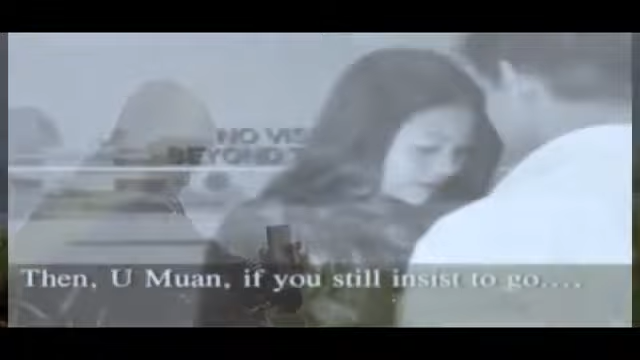 NO VIS
BEYOND T
Then, U Muan, if you still insist to go....